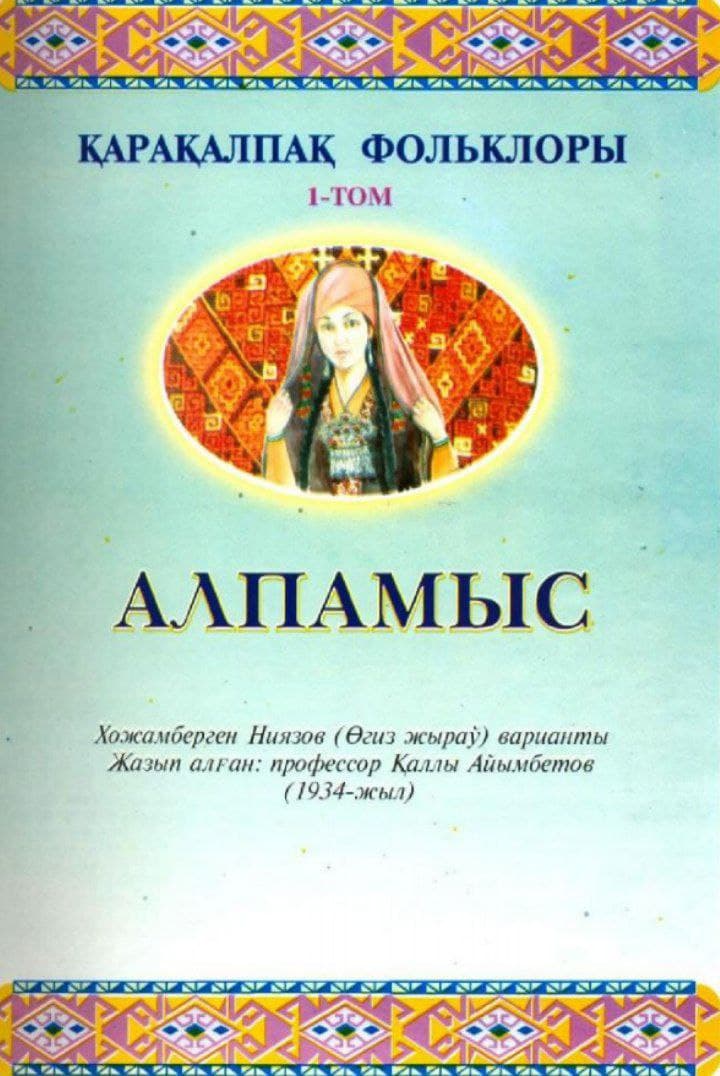 ҚАРАҚАЛПАҚ ФОЛЬКЛОРЫ
1-ТОМ
АЛПАМЫС
Хожамберген Ниязов (Өгиз жыраў) варианты
Жазып алған: профессор Қаллы Айымбетов
(1934-жыл)